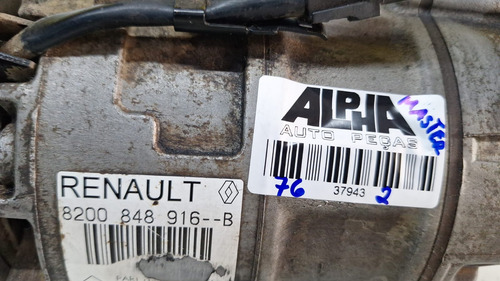 ALPHA
AUTO PEÇAS
MASTER
76 37943 2
RENAULT
8200 848 916--B